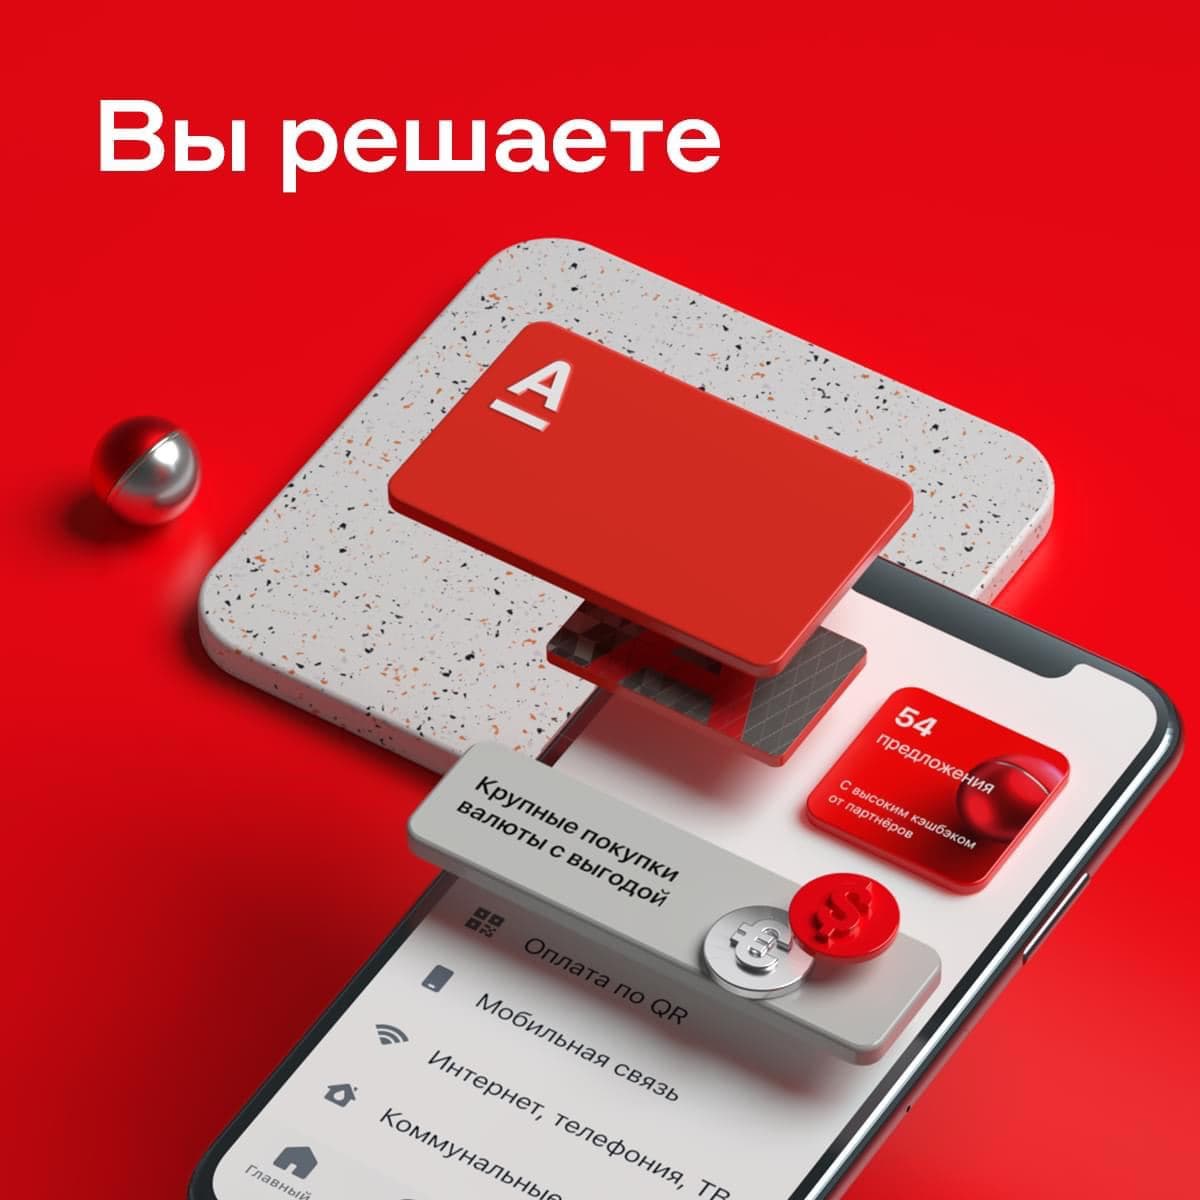 Вы решаете
А
54
предложения
С высоким кэшбэком
от партнёров
Крупные покупки
валюты с выгодой
€
$
Оплата по QR
Мобильная связь
Интернет, телефония, ТВ
Коммунальные
Главный